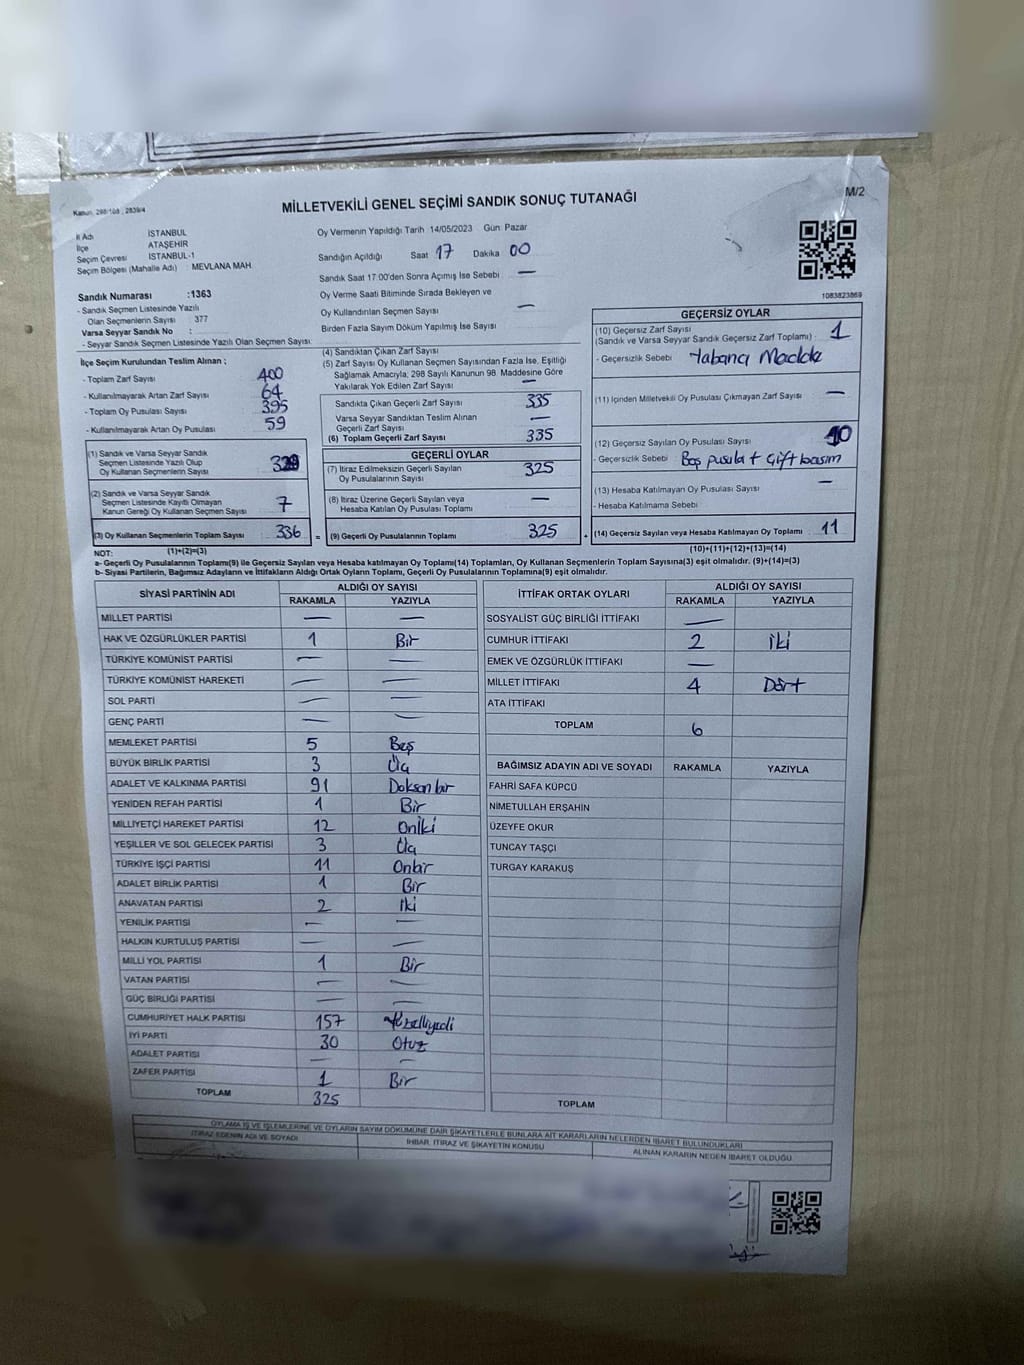 M/2
Kanun: 298/108 ; 2839/4
MİLLETVEKİLİ GENEL SEÇİMİ SANDIK SONUÇ TUTANAĞI
İl Adı İSTANBUL
İlçe ATAŞEHİR
Seçim Çevresi İSTANBUL-1
Seçim Bölgesi (Mahalle Adı) : MEVLANA MAH
Sandık Numarası :1363
- Sandık Seçmen Listesinde Yazılı
Olan Seçmenlerin Sayısı : 377
Varsa Seyyar Sandık No :
- Seyyar Sandık Seçmen Listesinde Yazılı Olan Seçmen Sayısı:
Oy Vermenin Yapıldığı Tarih 14/05/2023 Gün: Pazar
Sandığın Açıldığı Saat 17 Dakika 00
Sandık Saat 17:00'den Sonra Açılmış İse Sebebi —
Oy Verme Saati Bitiminde Sırada Bekleyen ve
Oy Kullandırılan Seçmen Sayısı —
Birden Fazla Sayım Döküm Yapılmış İse Sayısı
1083823869
İlçe Seçim Kurulundan Teslim Alınan ;
- Toplam Zarf Sayısı 400
- Kullanılmayarak Artan Zarf Sayısı 64
- Toplam Oy Pusulası Sayısı 395
- Kullanılmayarak Artan Oy Pusulası 59
(1) Sandık ve Varsa Seyyar Sandık
Seçmen Listesinde Yazılı Olup
Oy Kullanan Seçmenlerin Sayısı
(2) Sandık ve Varsa Seyyar Sandık
Seçmen Listesinde Kayıtlı Olmayan
Kanun Gereği Oy Kullanan Seçmen Sayısı 7
(3) Oy Kullanan Seçmenlerin Toplam Sayısı 336
(1)+(2)=(3)
(4) Sandıktan Çıkan Zarf Sayısı
(5) Zarf Sayısı Oy Kullanan Seçmen Sayısından Fazla İse, Eşitliği
Sağlamak Amacıyla, 298 Sayılı Kanunun 98. Maddesine Göre
Yakılarak Yok Edilen Zarf Sayısı —
Sandıkta Çıkan Geçerli Zarf Sayısı 335
Varsa Seyyar Sandıktan Teslim Alınan
Geçerli Zarf Sayısı —
(6) Toplam Geçerli Zarf Sayısı 335
GEÇERLİ OYLAR
(7) İtiraz Edilmeksizin Geçerli Sayılan
Oy Pusulalarının Sayısı 325
(8) İtiraz Üzerine Geçerli Sayılan veya
Hesaba Katılan Oy Pusulası Toplamı —
= (9) Geçerli Oy Pusulalarının Toplamı 325 +
GEÇERSİZ OYLAR
(10) Geçersiz Zarf Sayısı
(Sandık ve Varsa Seyyar Sandık Geçersiz Zarf Toplamı) : 1
- Geçersizlik Sebebi Yabancı Madde
(11) İçinden Milletvekili Oy Pusulası Çıkmayan Zarf Sayısı —
(12) Geçersiz Sayılan Oy Pusulası Sayısı 10
- Geçersizlik Sebebi Boş pusula + Çift basım
(13) Hesaba Katılmayan Oy Pusulası Sayısı —
- Hesaba Katılmama Sebebi
(14) Geçersiz Sayılan veya Hesaba Katılmayan Oy Toplamı 11
(10)+(11)+(12)+(13)=(14)
NOT:
a- Geçerli Oy Pusulalarının Toplamı(9) ile Geçersiz Sayılan veya Hesaba katılmayan Oy Toplamı(14) Toplamları, Oy Kullanan Seçmenlerin Toplam Sayısına(3) eşit olmalıdır. (9)+(14)=(3)
b- Siyasi Partilerin, Bağımsız Adayların ve İttifakların Aldığı Ortak Oyların Toplamı, Geçerli Oy Pusulalarının Toplamına(9) eşit olmalıdır.
SİYASİ PARTİNİN ADI ALDIĞI OY SAYISI
RAKAMLA YAZIYLA
MİLLET PARTİSİ — —
HAK VE ÖZGÜRLÜKLER PARTİSİ 1 Bir
TÜRKİYE KOMÜNİST PARTİSİ — —
TÜRKİYE KOMÜNİST HAREKETİ — —
SOL PARTİ — —
GENÇ PARTİ — —
MEMLEKET PARTİSİ 5 Beş
BÜYÜK BİRLİK PARTİSİ 3 Üç
ADALET VE KALKINMA PARTİSİ 91 Doksan bir
YENİDEN REFAH PARTİSİ 1 Bir
MİLLİYETÇİ HAREKET PARTİSİ 12 Oniki
YEŞİLLER VE SOL GELECEK PARTİSİ 3 Üç
TÜRKİYE İŞÇİ PARTİSİ 11 Onbir
ADALET BİRLİK PARTİSİ 1 Bir
ANAVATAN PARTİSİ 2 İki
YENİLİK PARTİSİ — —
HALKIN KURTULUŞ PARTİSİ — —
MİLLİ YOL PARTİSİ 1 Bir
VATAN PARTİSİ — —
GÜÇ BİRLİĞİ PARTİSİ — —
CUMHURİYET HALK PARTİSİ 157 Yüzelliyedi
İYİ PARTİ 30 Otuz
ADALET PARTİSİ — —
ZAFER PARTİSİ 1 Bir
TOPLAM 325
İTTİFAK ORTAK OYLARI ALDIĞI OY SAYISI
RAKAMLA YAZIYLA
SOSYALİST GÜÇ BİRLİĞİ İTTİFAKI —
CUMHUR İTTİFAKI 2 İki
EMEK VE ÖZGÜRLÜK İTTİFAKI —
MİLLET İTTİFAKI 4 Dört
ATA İTTİFAKI
TOPLAM 6
BAĞIMSIZ ADAYIN ADI VE SOYADI RAKAMLA YAZIYLA
FAHRİ SAFA KÜPCÜ
NİMETULLAH ERŞAHİN
ÜZEYFE OKUR
TUNCAY TAŞÇI
TURGAY KARAKUŞ
TOPLAM
OYLAMA İŞ VE İŞLEMLERİNE VE OYLARIN SAYIM DÖKÜMÜNE DAİR ŞİKAYETLERLE BUNLARA AİT KARARLARIN NELERDEN İBARET BULUNDUKLARI
İTİRAZ EDENİN ADI VE SOYADI İHBAR, İTİRAZ VE ŞİKAYETİN KONUSU ALINAN KARARIN NEDEN İBARET OLDUĞU